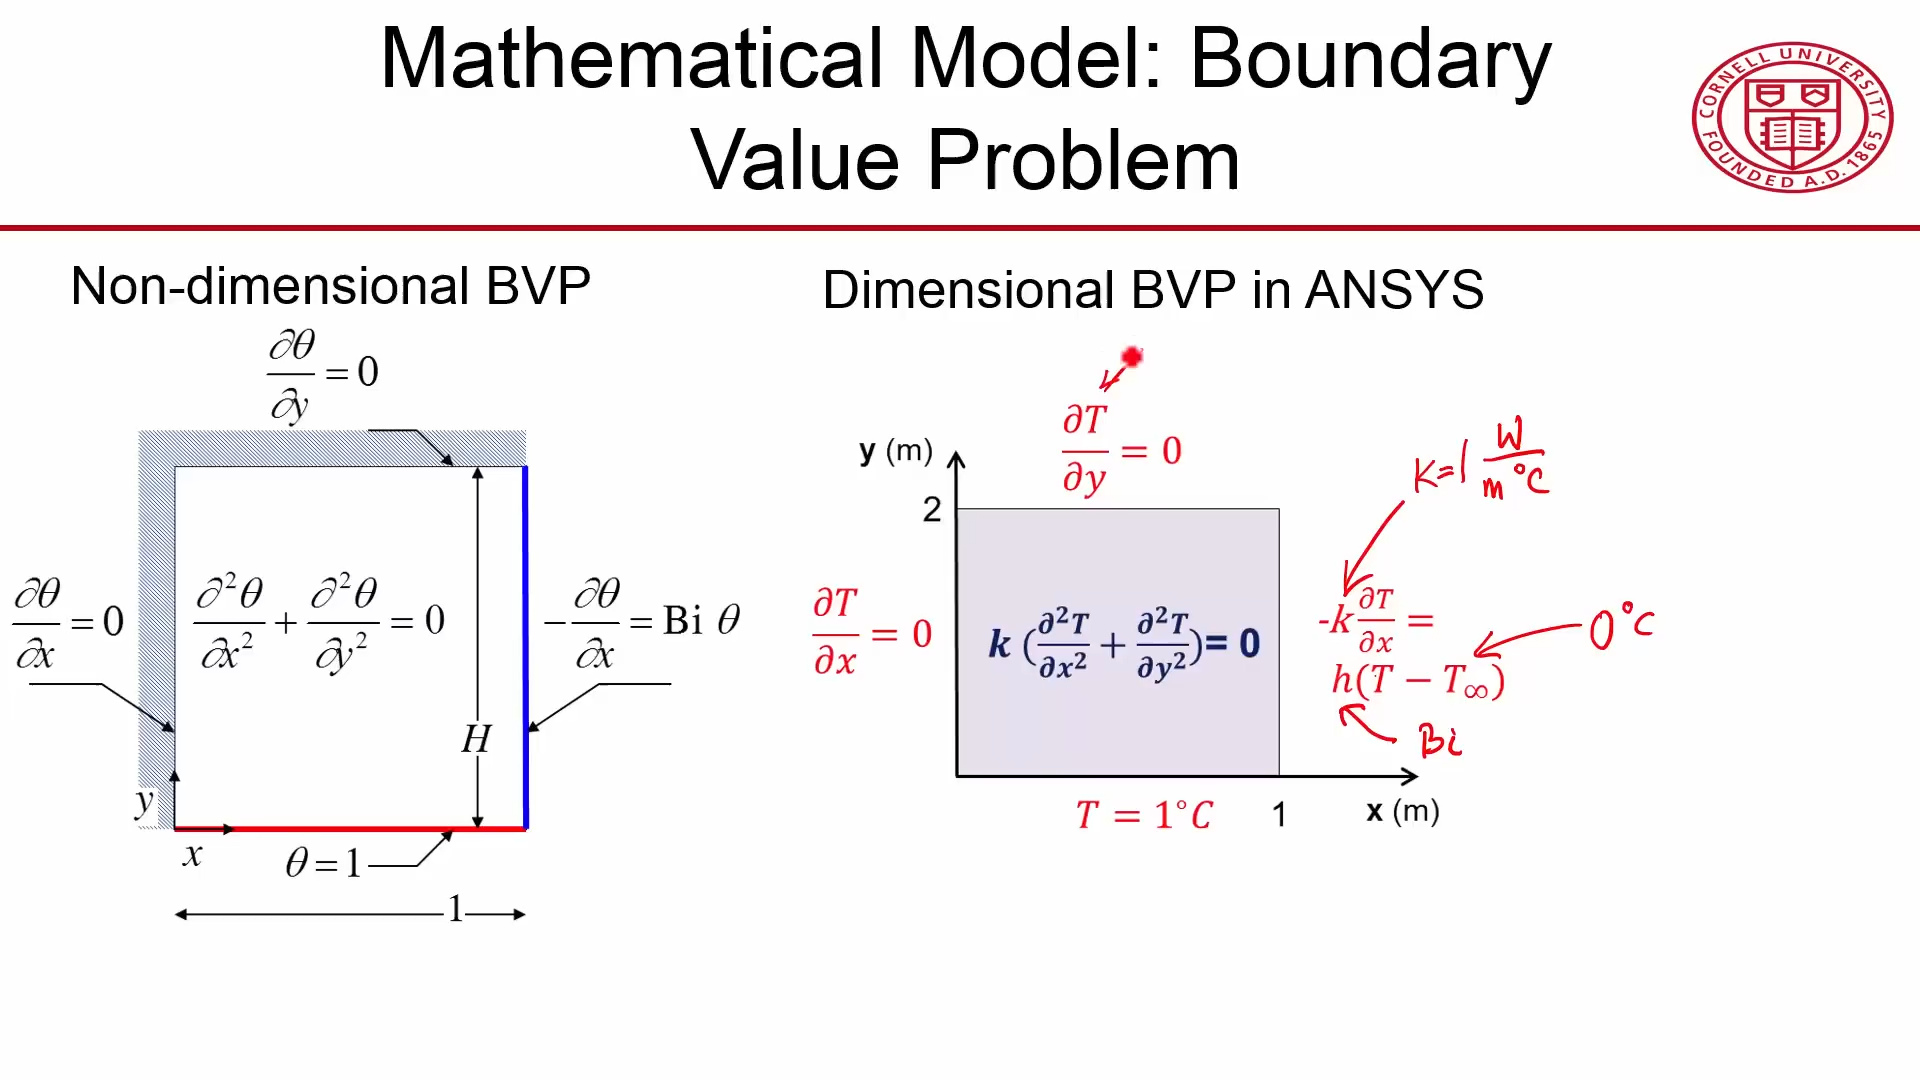 Mathematical Model: Boundary
Value Problem
CORNELL UNIVERSITY
FOUNDED A.D. 1865
Non-dimensional BVP
∂θ/∂y = 0
∂θ/∂x = 0
∂²θ/∂x² + ∂²θ/∂y² = 0
−∂θ/∂x = Bi θ
H
y
x
θ = 1
1
Dimensional BVP in ANSYS
∂T/∂y = 0
y (m)
2
∂T/∂x = 0
k (∂²T/∂x² + ∂²T/∂y²) = 0
K=1 W/m°C
-k ∂T/∂x =
h(T − T∞)
0°C
Bi
T = 1°C
1
x (m)